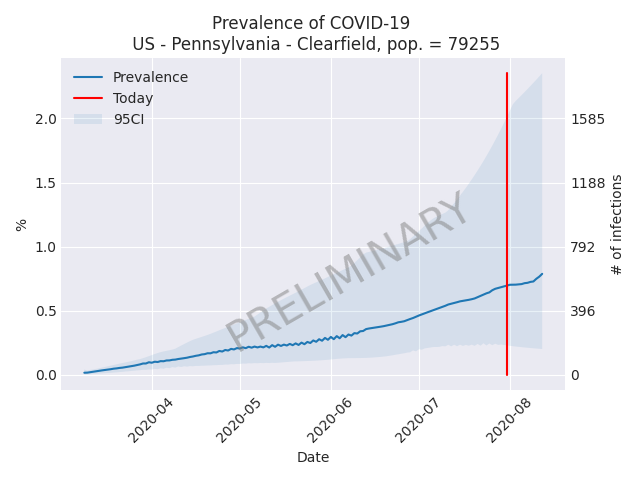 Prevalence of COVID-19
US - Pennsylvania - Clearfield, pop. = 79255
Prevalence
Today
95CI
%
2.0
1.5
1.0
0.5
0.0
1585
1188
792
396
0
# of infections
PRELIMINARY
2020-04
2020-05
2020-06
2020-07
2020-08
Date